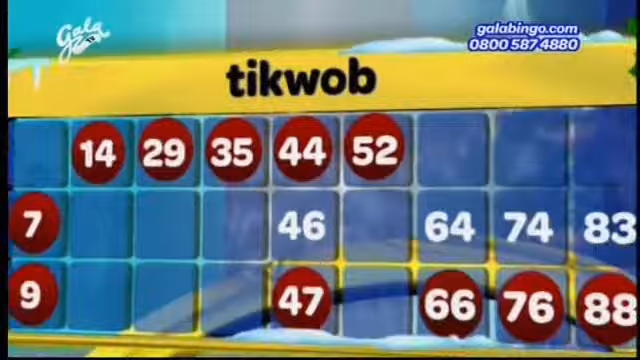 Gala
galabingo.com
0800 587 4880
tikwob
14 29 35 44 52
7 46 64 74 83
9 47 66 76 88